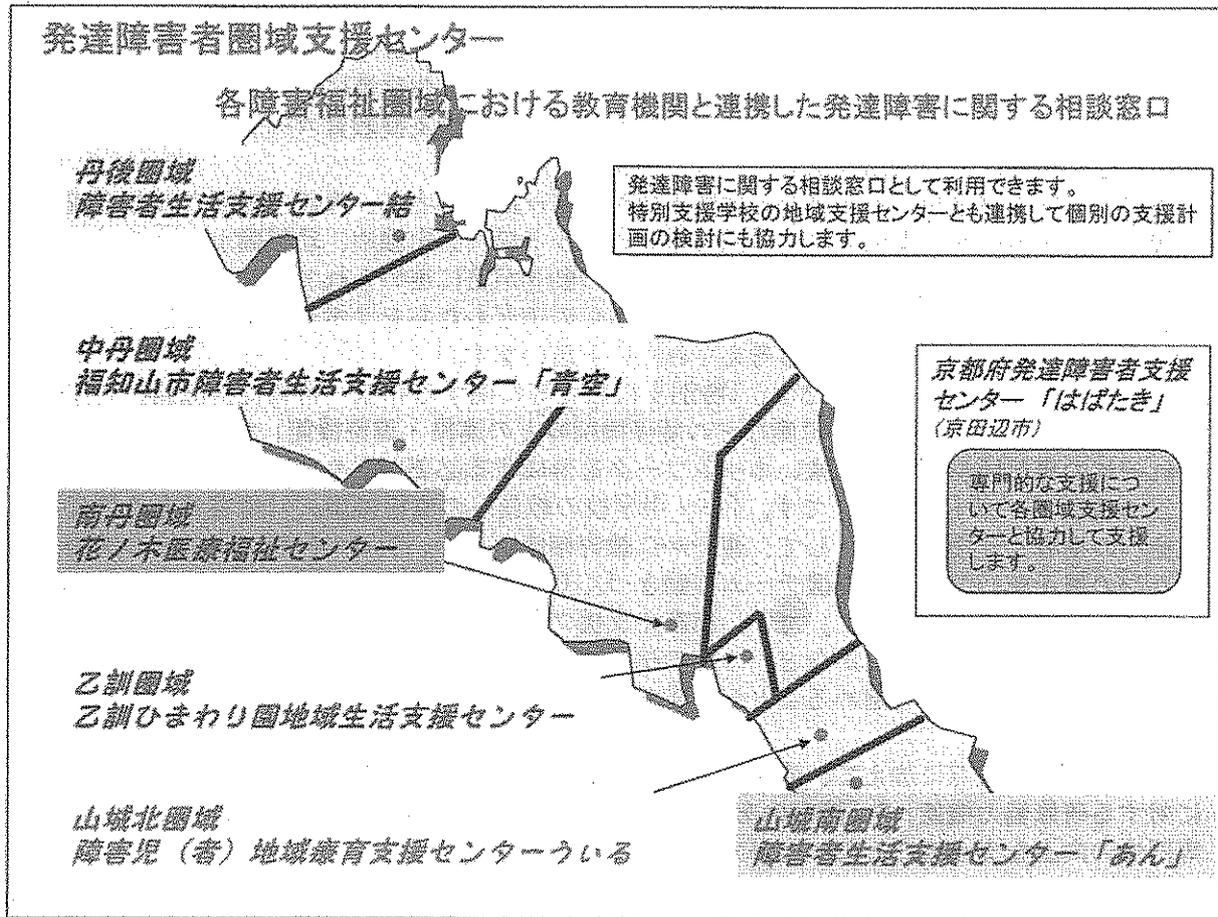 発達障害者圏域支援センター
各障害福祉圏域における教育機関と連携した発達障害に関する相談窓口
丹後圏域
障害者生活支援センター結
発達障害に関する相談窓口として利用できます。
特別支援学校の地域支援センターとも連携して個別の支援計
画の検討にも協力します。
中丹圏域
福知山市障害者生活支援センター「青空」
京都府発達障害者支援
センター「はばたき」
(京田辺市)
専門的な支援につ
いて各圏域支援セン
ターと協力して支援
します。
南丹圏域
花ノ木医療福祉センター
乙訓圏域
乙訓ひまわり園地域生活支援センター
山城北圏域
障害児(者)地域療育支援センターうぃる
山城南圏域
障害者生活支援センター「あん」